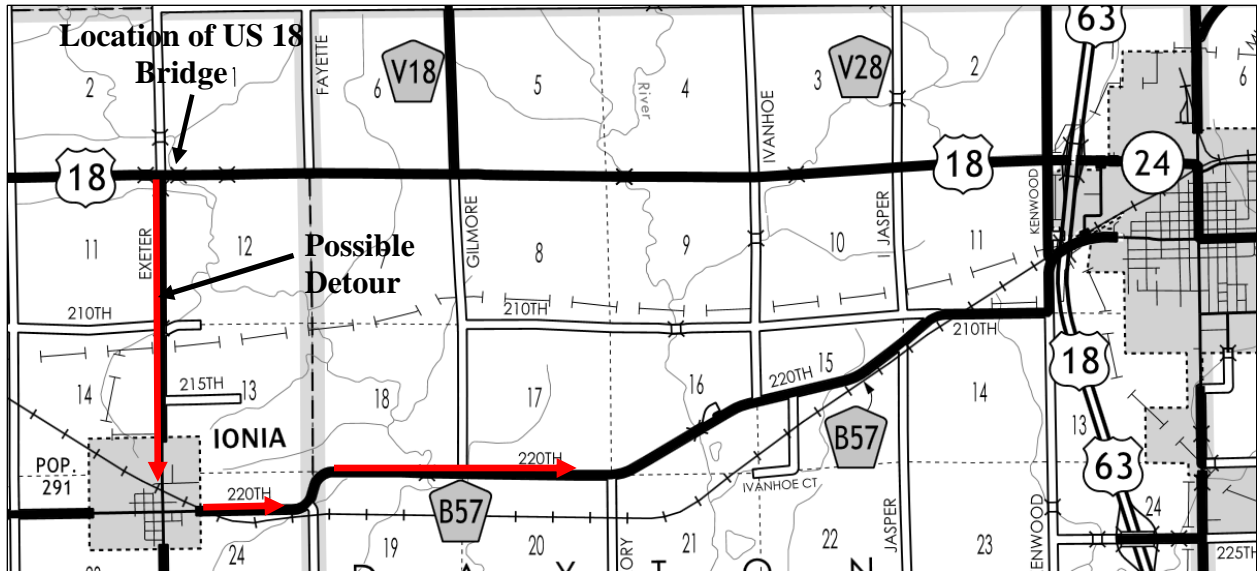 Location of US 18
Bridge
63
FAYETTE
V18
V28
2
6
5
4
3
2
6
River
IVANHOE
18
18
24
11
EXETER
12
7
GILMORE
8
9
10
JASPER
11
KENWOOD
Possible
Detour
210TH
210TH
210TH
14
215TH
13
18
17
16
220TH
15
14
18
13
IONIA
POP.
291
220TH
B57
63
IVANHOE CT.
220TH
B57
24
19
20
ORY
21
22
JASPER
23
ENWOOD
24
225TH
D A Y T O N